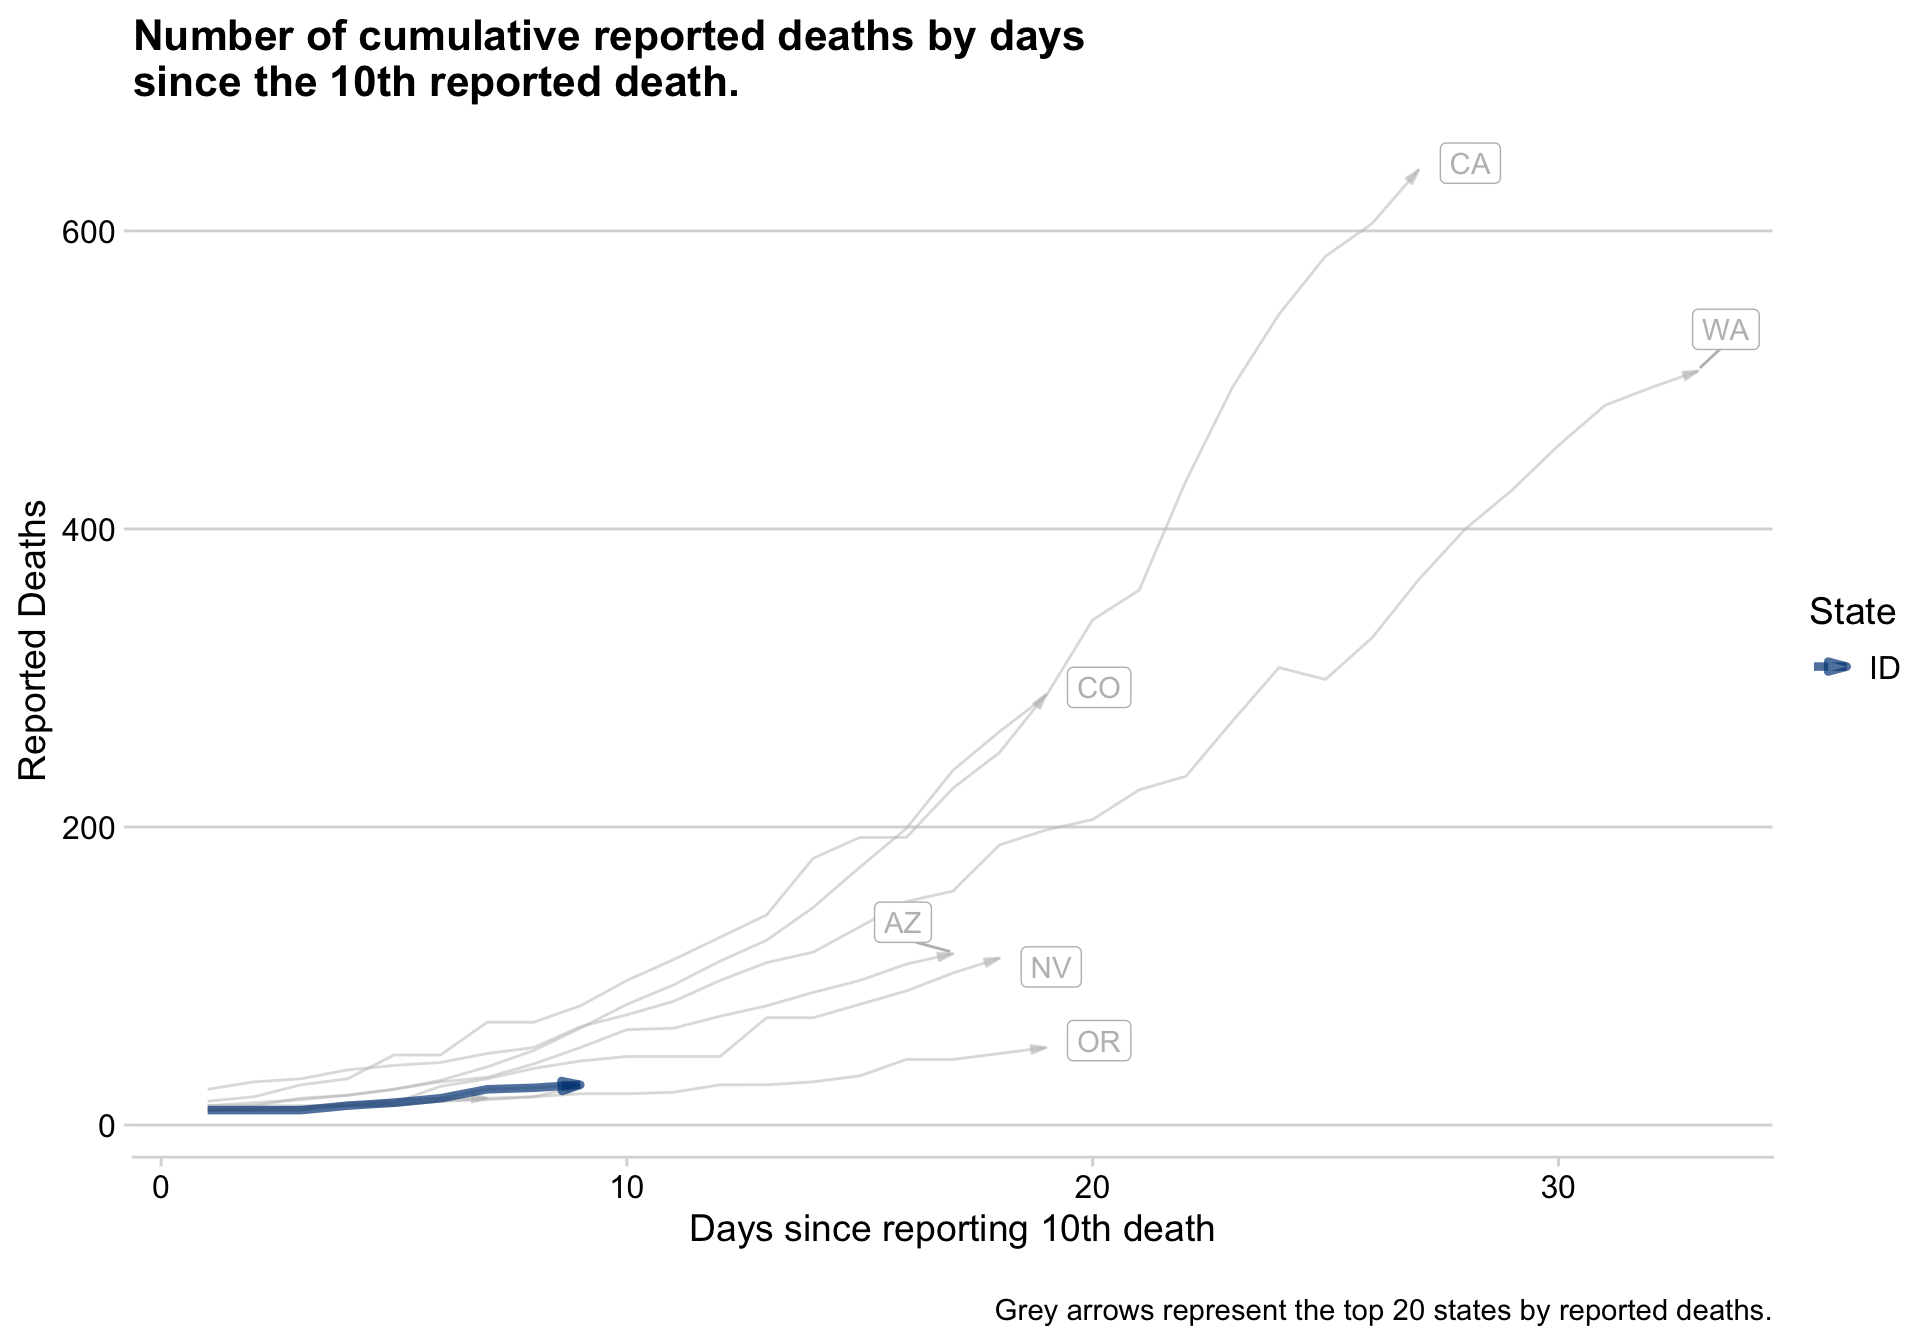 Number of cumulative reported deaths by days
since the 10th reported death.
CA
600
WA
Reported Deaths
400
State
ID
CO
200
AZ
NV
OR
0
0 10 20 30
Days since reporting 10th death
Grey arrows represent the top 20 states by reported deaths.